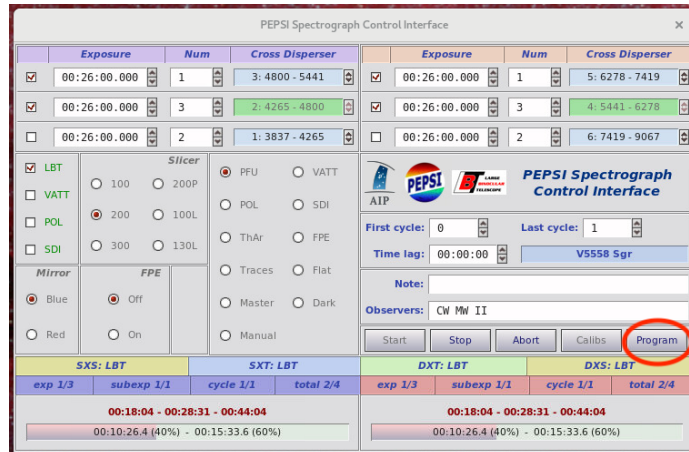 PEPSI Spectrograph Control Interface
Exposure Num Cross Disperser Exposure Num Cross Disperser
00:26:00.000 1 3: 4800 - 5441 00:26:00.000 1 5: 6278 - 7419
00:26:00.000 3 2: 4265 - 4800 00:26:00.000 3 4: 5441 - 6278
00:26:00.000 2 1: 3837 - 4265 00:26:00.000 2 6: 7419 - 9067
LBT
VATT
POL
SDI
Slicer
100 200P
200 100L
300 130L
Mirror
Blue
Red
FPE
Off
On
PFU VATT
POL SDI
ThAr FPE
Traces Flat
Master Dark
Manual
AIP
PEPSI
LBT LARGE BINOCULAR TELESCOPE
PEPSI Spectrograph
Control Interface
First cycle: 0 Last cycle: 1
Time lag: 00:00:00 V5558 Sgr
Note:
Observers: CW MW II
Start Stop Abort Calibs Program
SXS: LBT SXT: LBT DXT: LBT DXS: LBT
exp 1/3 subexp 1/1 cycle 1/1 total 2/4 exp 1/3 subexp 1/1 cycle 1/1 total 2/4
00:18:04 - 00:28:31 - 00:44:04 00:18:04 - 00:28:31 - 00:44:04
00:10:26.4 (40%) - 00:15:33.6 (60%) 00:10:26.4 (40%) - 00:15:33.6 (60%)